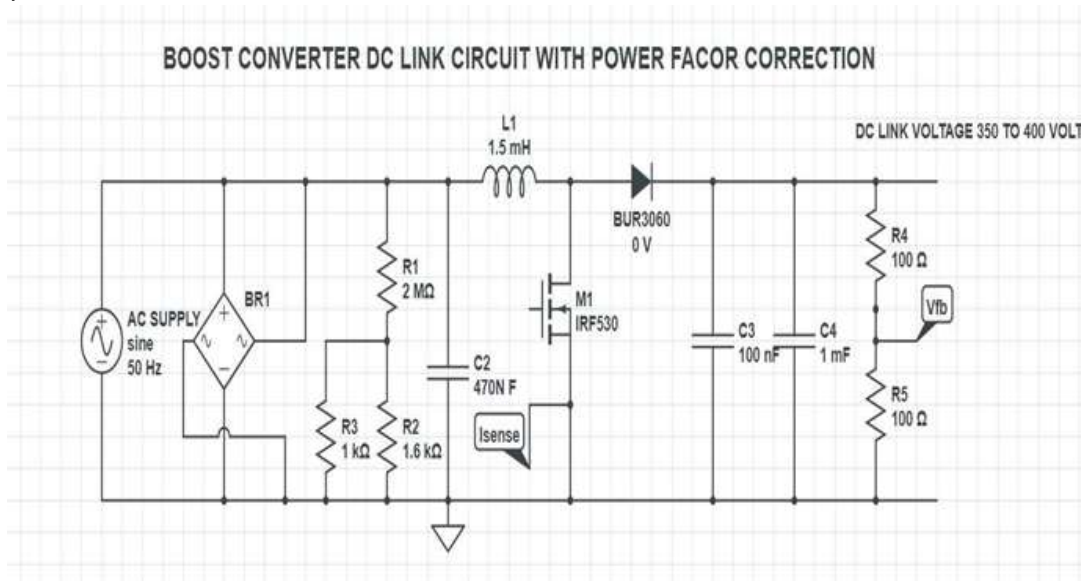 BOOST CONVERTER DC LINK CIRCUIT WITH POWER FACOR CORRECTION
DC LINK VOLTAGE 350 TO 400 VOLT
L1
1.5 mH
BUR3060
0 V
R1
2 MΩ
BR1
AC SUPPLY
sine
50 Hz
M1
IRF530
R4
100 Ω
Vfb
C3
100 nF
C4
1 mF
C2
470N F
R3
1 kΩ
R2
1.6 kΩ
Isense
R5
100 Ω